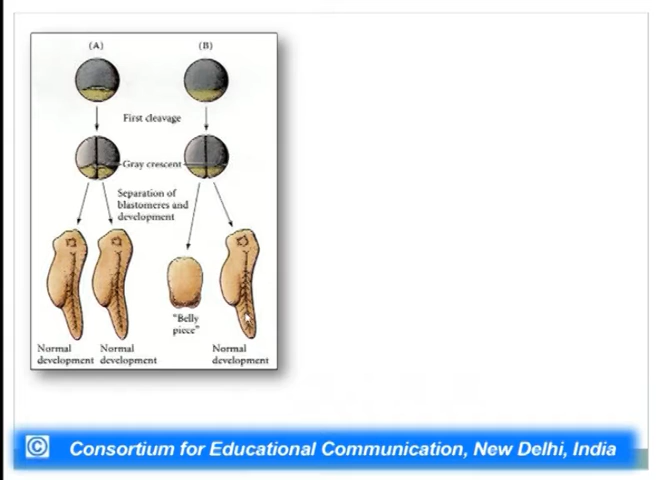 (A)
(B)
First cleavage
Gray crescent
Separation of
blastomeres and
development
"Belly
piece"
Normal
development
Normal
development
Normal
development
© Consortium for Educational Communication, New Delhi, India